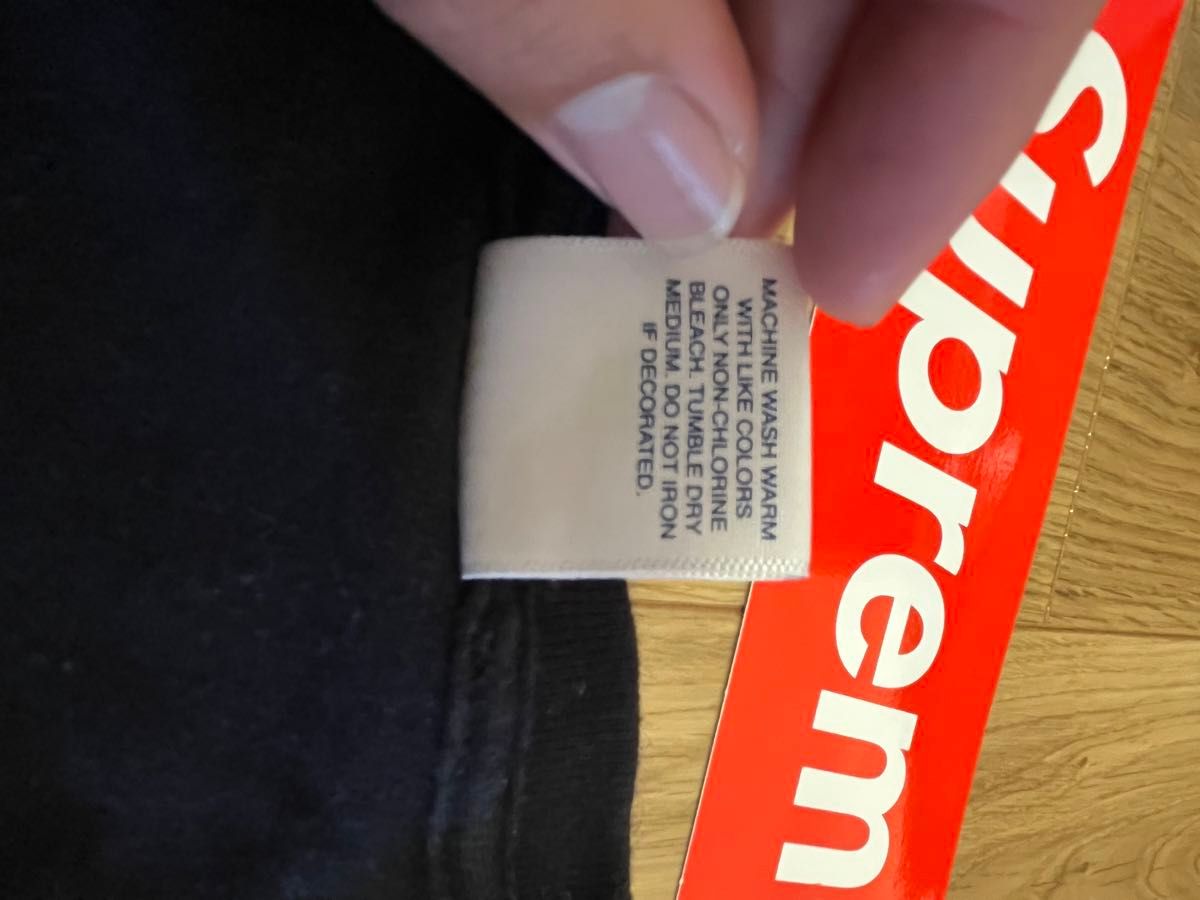 MACHINE WASH WARM
WITH LIKE COLORS
ONLY NON-CHLORINE
BLEACH. TUMBLE DRY
MEDIUM. DO NOT IRON
IF DECORATED.
Suprem